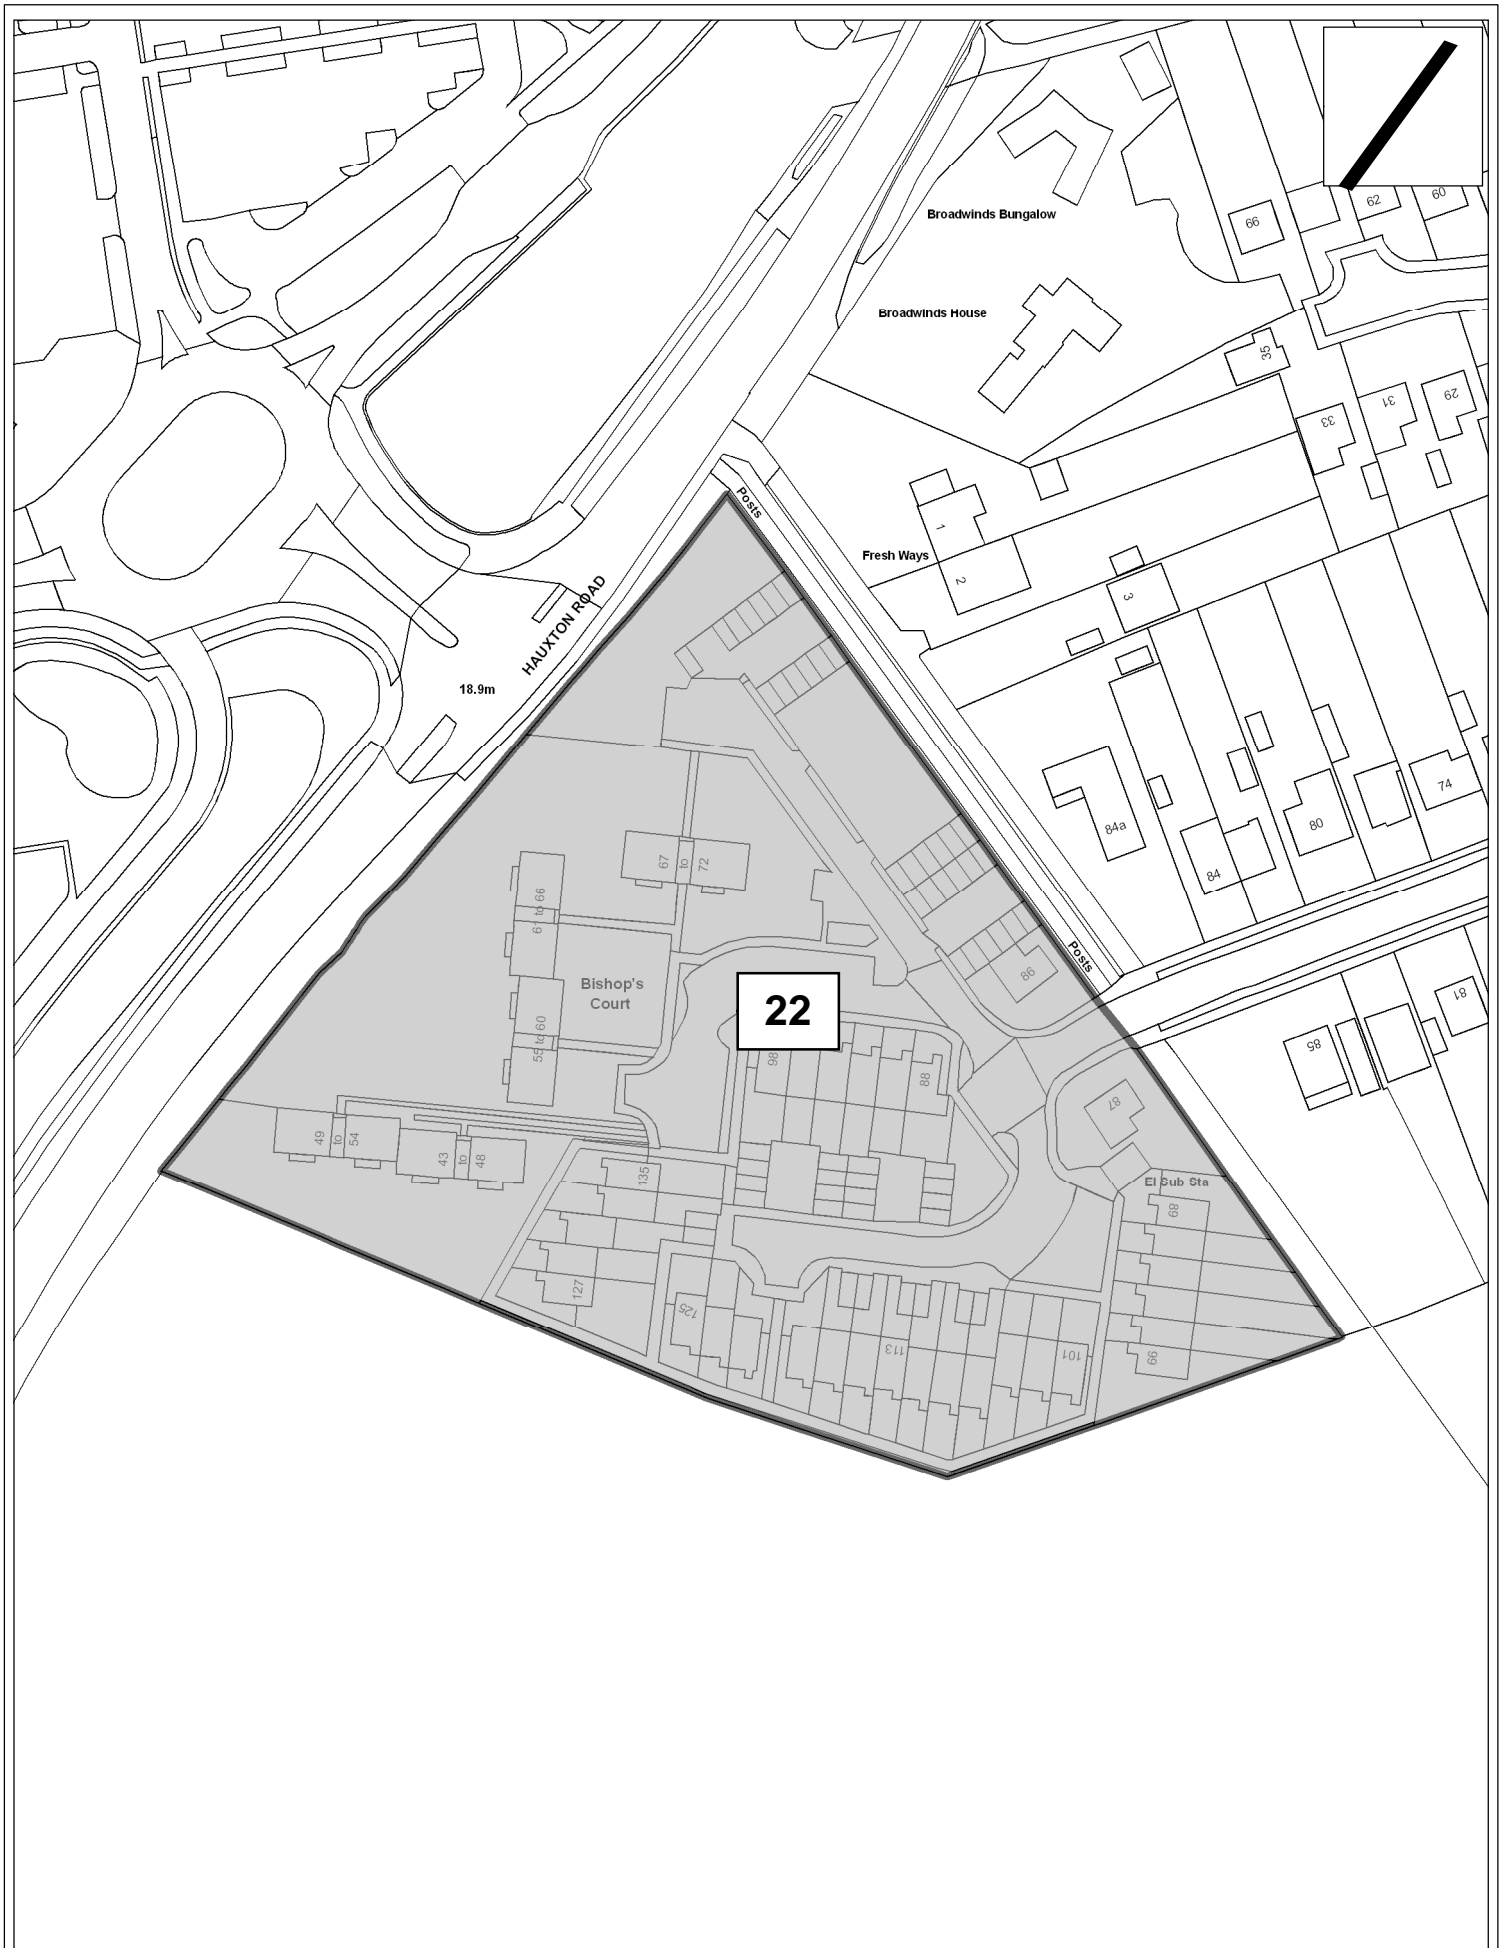 62
60
66
Broadwinds Bungalow
Broadwinds House
35
29
31
33
Posts
1
Fresh Ways
2
3
HAUXTON ROAD
18.9m
74
80
84a
84
67
to
72
61 to 66
Posts
86
Bishop's
Court
22
81
85
55 to 60
98
88
87
49
to
54
43
to
48
135
El Sub Sta
89
127
125
113
101
99